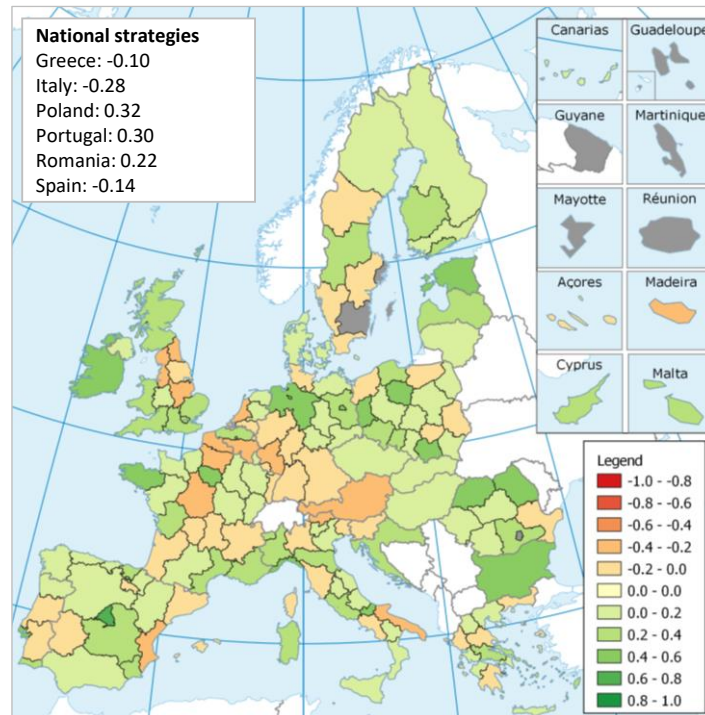 National strategies
Greece: -0.10
Italy: -0.28
Poland: 0.32
Portugal: 0.30
Romania: 0.22
Spain: -0.14
Canarias
Guadeloupe
Guyane
Martinique
Mayotte
Réunion
Açores
Madeira
Cyprus
Malta
Legend
-1.0 - -0.8
-0.8 - -0.6
-0.6 - -0.4
-0.4 - -0.2
-0.2 - 0.0
0.0 - 0.0
0.0 - 0.2
0.2 - 0.4
0.4 - 0.6
0.6 - 0.8
0.8 - 1.0